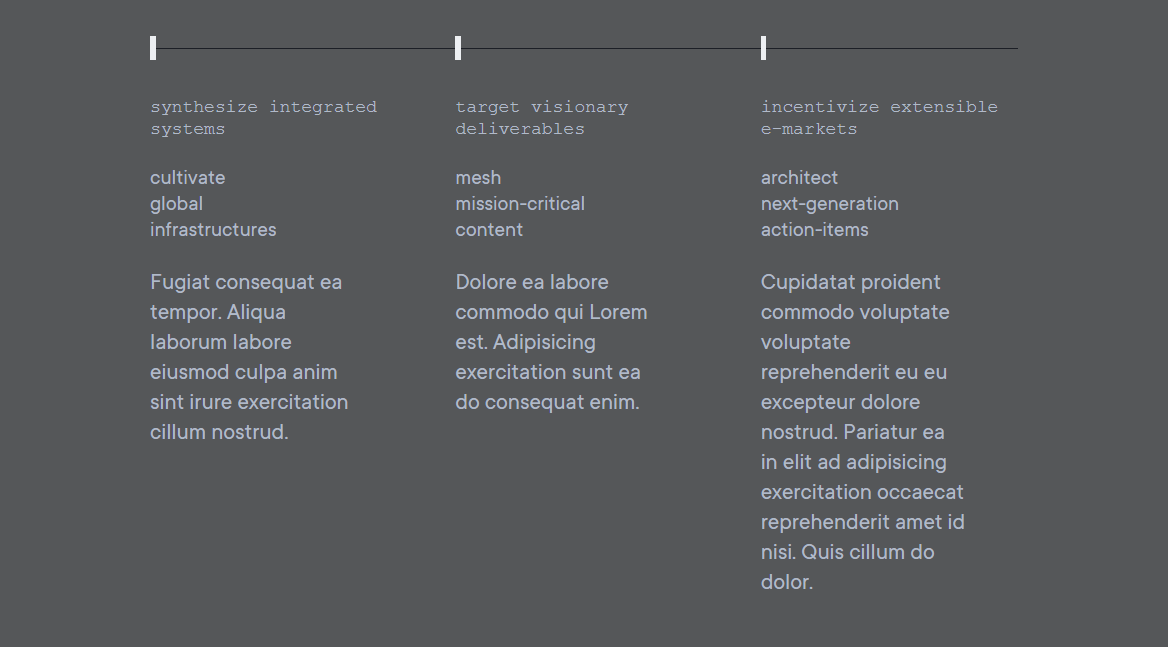 synthesize integrated
systems
cultivate
global
infrastructures
Fugiat consequat ea
tempor. Aliqua
laborum labore
eiusmod culpa anim
sint irure exercitation
cillum nostrud.
target visionary
deliverables
mesh
mission-critical
content
Dolore ea labore
commodo qui Lorem
est. Adipisicing
exercitation sunt ea
do consequat enim.
incentivize extensible
e-markets
architect
next-generation
action-items
Cupidatat proident
commodo voluptate
voluptate
reprehenderit eu eu
excepteur dolore
nostrud. Pariatur ea
in elit ad adipisicing
exercitation occaecat
reprehenderit amet id
nisi. Quis cillum do
dolor.